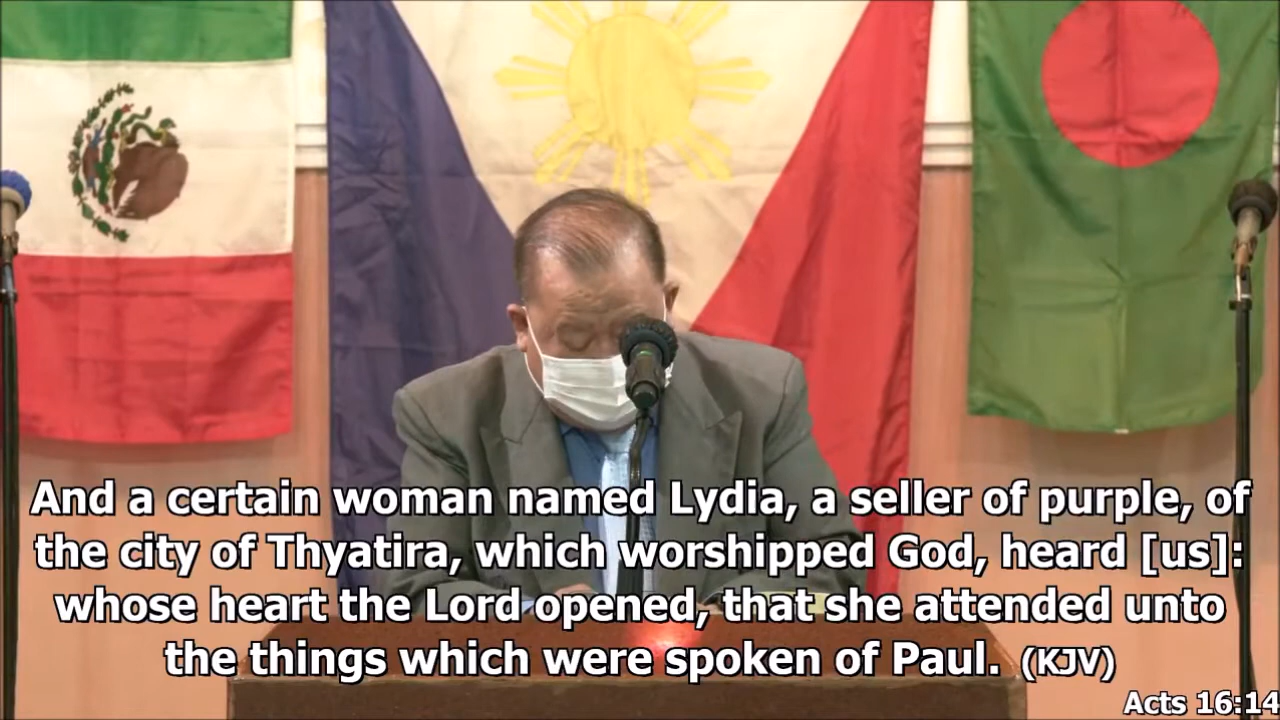 And a certain woman named Lydia, a seller of purple, of
the city of Thyatira, which worshipped God, heard [us]:
whose heart the Lord opened, that she attended unto
the things which were spoken of Paul. (KJV)
Acts 16:14